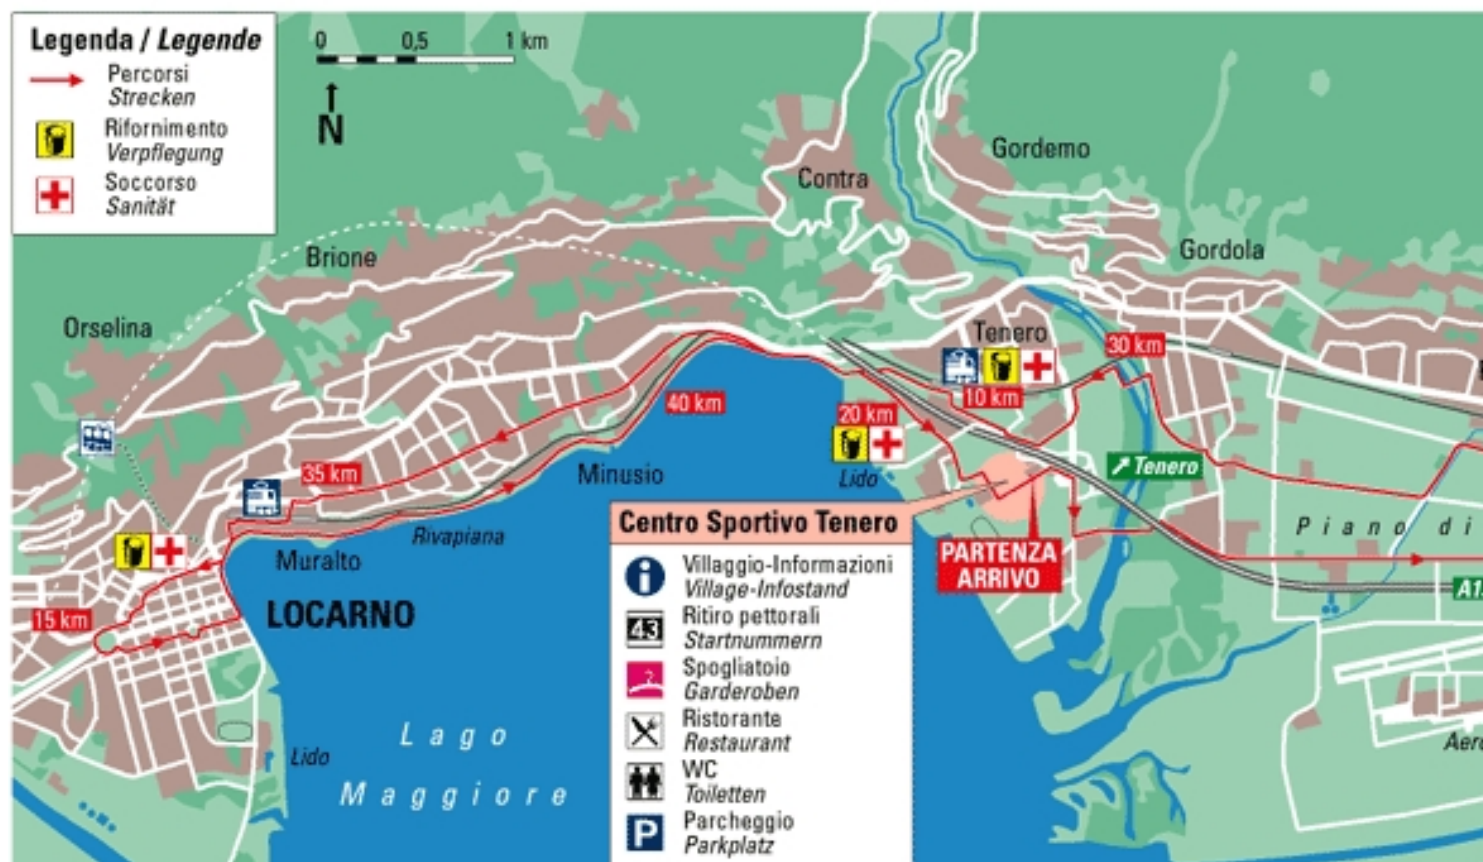 Legenda / Legende
Percorsi
Strecken
Rifornimento
Verpflegung
Soccorso
Sanität
0 0,5 1 km
N
Gordemo
Contra
Gordola
Brione
Orselina
Tenero
30 km
10 km
40 km
20 km
Tenero
35 km
Minusio
Lido
Rivapiana
Muralto
LOCARNO
15 km
Piano di
PARTENZA
ARRIVO
A1
Centro Sportivo Tenero
i
Villaggio-Informazioni
Village-Infostand
43
Ritiro pettorali
Startnummern
Spogliatoio
Garderoben
Ristorante
Restaurant
WC
Toiletten
P
Parcheggio
Parkplatz
Lago
Maggiore
Lido
Aero